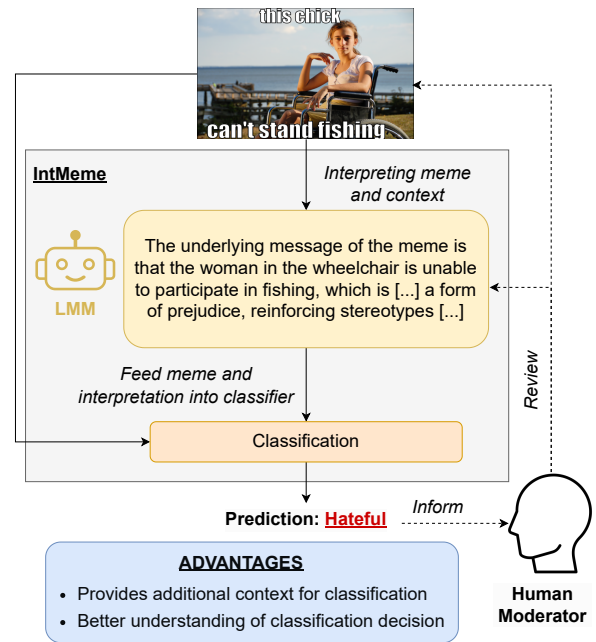 this chick
can't stand fishing
IntMeme
Interpreting meme
and context
LMM
The underlying message of the meme is
that the woman in the wheelchair is unable
to participate in fishing, which is [...] a form
of prejudice, reinforcing stereotypes [...]
Feed meme and
interpretation into classifier
Classification
Review
Prediction: Hateful
Inform
Human
Moderator
ADVANTAGES
• Provides additional context for classification
• Better understanding of classification decision